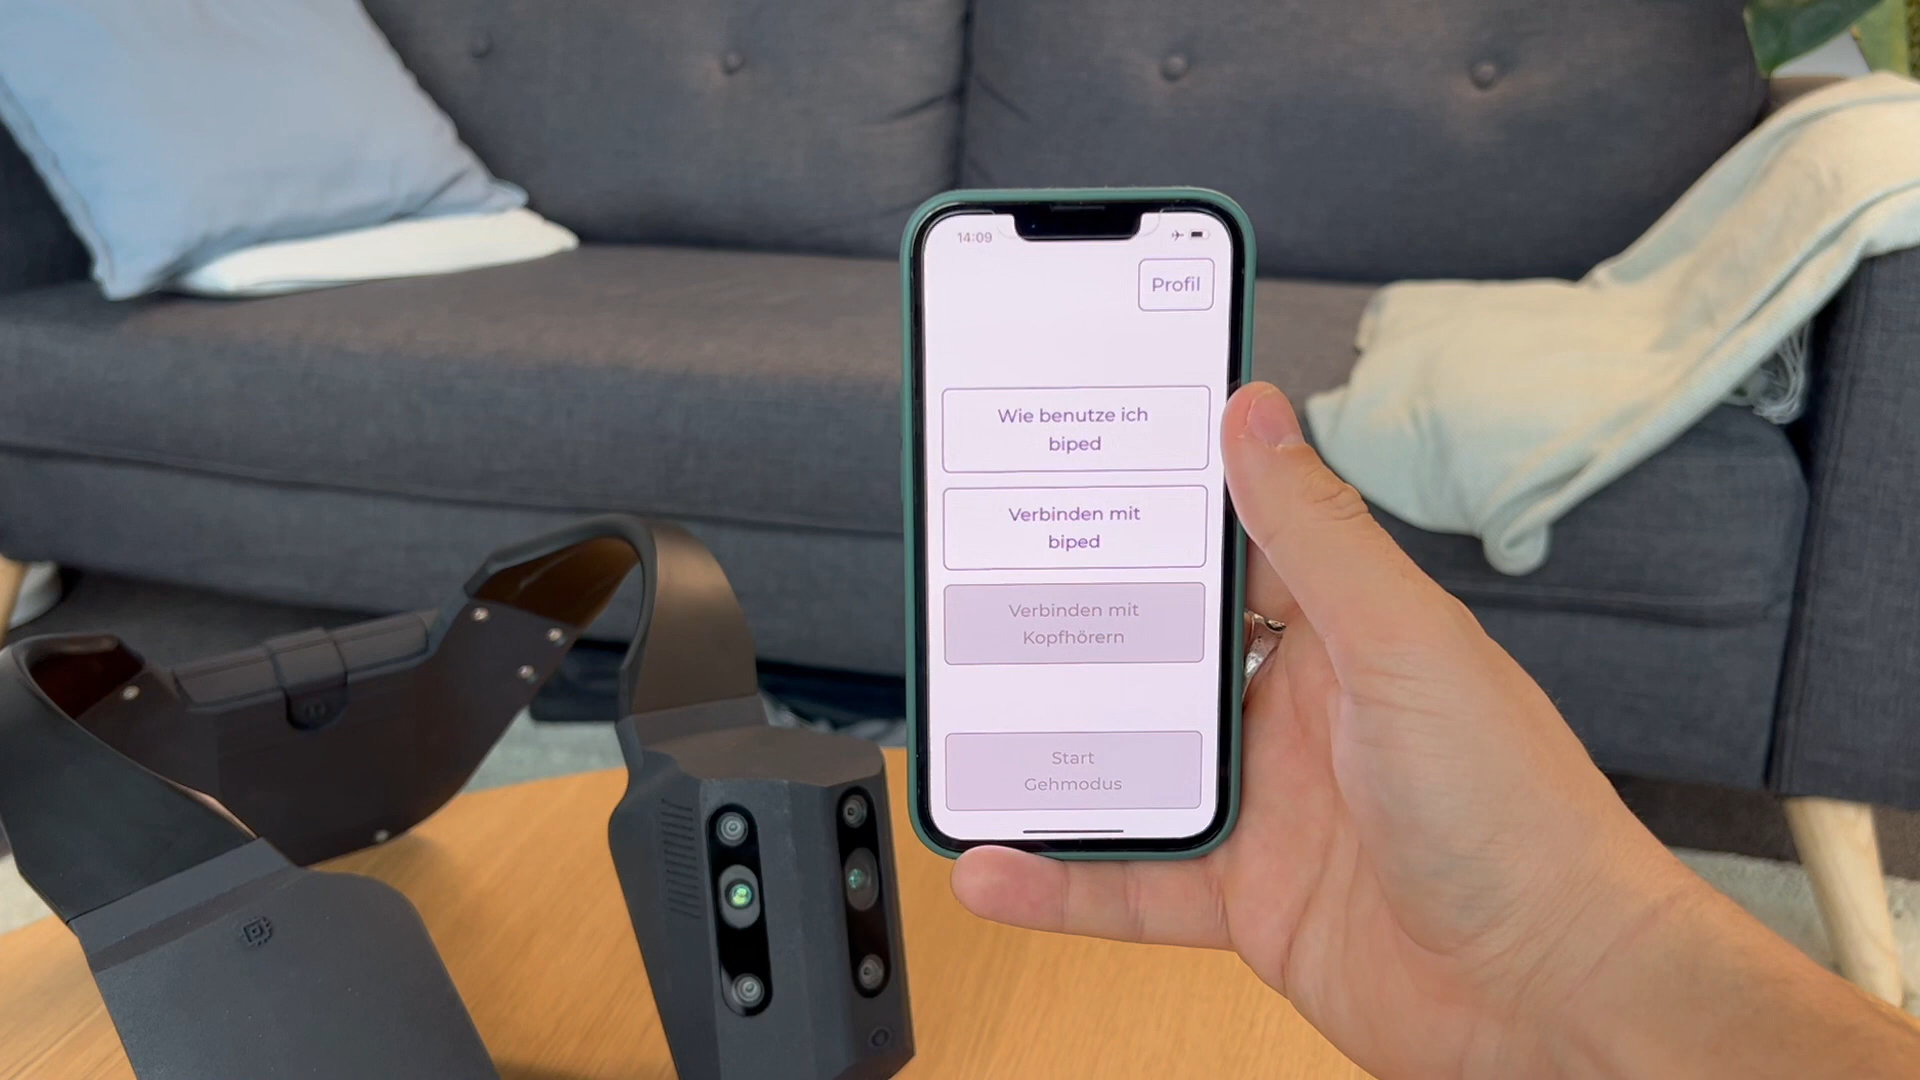 14:09
Profil
Wie benutze ich
biped
Verbinden mit
biped
Verbinden mit
Kopfhörern
Start
Gehmodus